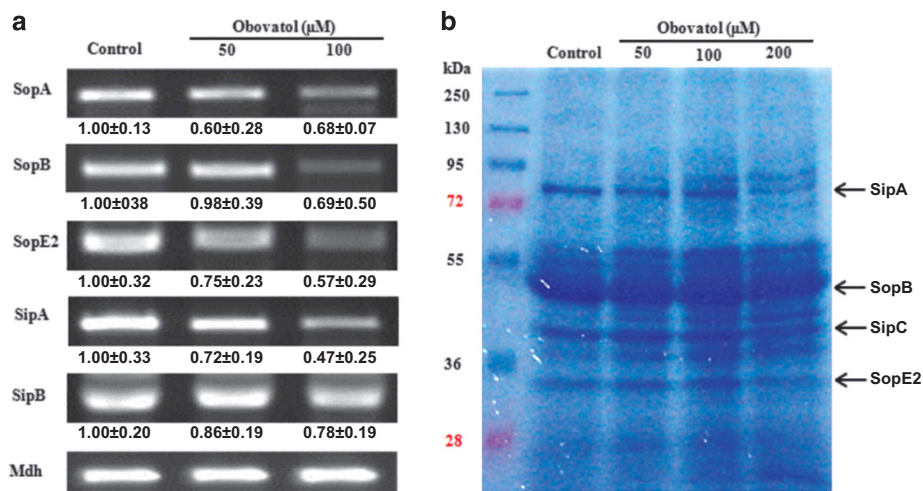 a
Obovatol (µM)
Control 50 100
SopA
1.00±0.13 0.60±0.28 0.68±0.07
SopB
1.00±038 0.98±0.39 0.69±0.50
SopE2
1.00±0.32 0.75±0.23 0.57±0.29
SipA
1.00±0.33 0.72±0.19 0.47±0.25
SipB
1.00±0.20 0.86±0.19 0.78±0.19
Mdh
b
Obovatol (µM)
Control 50 100 200
kDa
250
130
95
SipA
72
55
SopB
SipC
36
SopE2
28